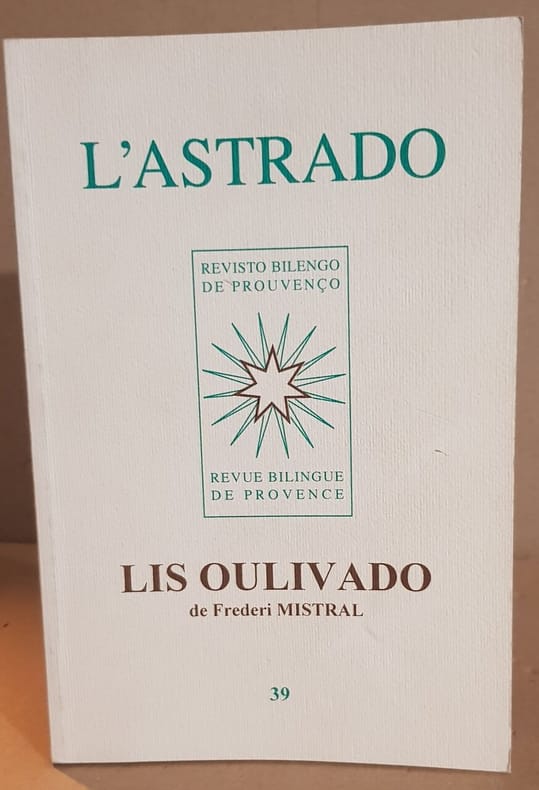 L'ASTRADO
REVISTO BILENGO
DE PROUVENÇO
REVUE BILINGUE
DE PROVENCE
LIS OULIVADO
de Frederi MISTRAL
39